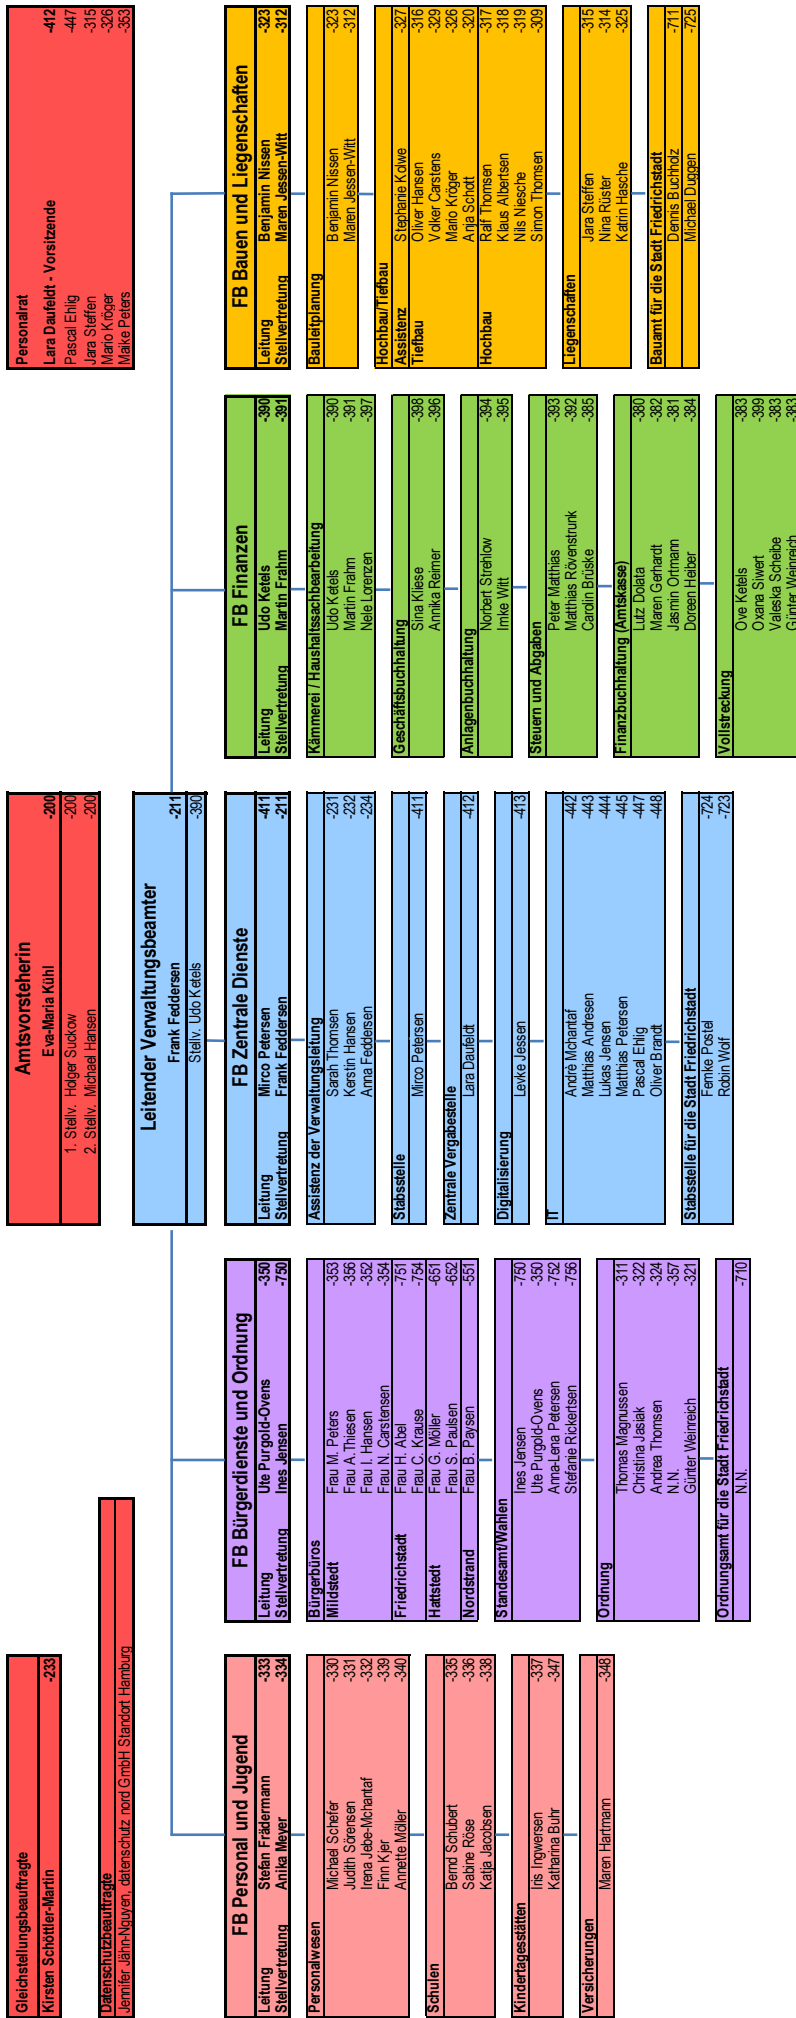 Gleichstellungsbeauftragte
Kirsten Schöttler-Martin -233
Datenschutzbeauftragte
Jennifer Jähn-Nguyen, datenschutz nord GmbH Standort Hamburg
Amtsvorsteherin
Eva-Maria Kühl -200
1. Stellv. Holger Suckow -200
2. Stellv. Michael Hansen -200
Personalrat
Lara Daufeldt - Vorsitzende -412
Pascal Ehlig -447
Jara Steffen -315
Mario Kröger -326
Maike Peters -353
Leitender Verwaltungsbeamter
Frank Feddersen -211
Stellv. Udo Ketels -390
FB Personal und Jugend
Leitung Stefan Frädermann -333
Stellvertretung Anika Meyer -334
Personalwesen
Michael Schefer -330
Judith Sörensen -331
Irena Jebe-Mchantaf -332
Finn Kjer -339
Annette Möller -340
Schulen
Bernd Schubert -335
Sabine Röse -336
Katja Jacobsen -338
Kindertagesstätten
Iris Ingwersen -337
Katharina Buhr -347
Versicherungen
Maren Hartmann -348
FB Bürgerdienste und Ordnung
Leitung Ute Purgold-Ovens -350
Stellvertretung Ines Jensen -750
Bürgerbüros
Mildstedt Frau M. Peters -353
Frau A. Thiesen -356
Frau I. Hansen -352
Frau N. Carstensen -354
Friedrichstadt Frau H. Abel -751
Frau C. Krause -754
Hattstedt Frau G. Möller -651
Frau S. Paulsen -652
Nordstrand Frau B. Paysen -551
Standesamt/Wahlen
Ines Jensen -750
Ute Purgold-Ovens -350
Anna-Lena Petersen -752
Stefanie Rickertsen -756
Ordnung
Thomas Magnussen -311
Christina Jasiak -322
Andrea Thomsen -324
N.N. -357
Günter Weinreich -321
Ordnungsamt für die Stadt Friedrichstadt
N.N. -710
FB Zentrale Dienste
Leitung Mirco Petersen -411
Stellvertretung Frank Feddersen -211
Assistenz der Verwaltungsleitung
Sarah Thomsen -231
Kerstin Hansen -232
Anna Feddersen -234
Stabsstelle
Mirco Petersen -411
Zentrale Vergabestelle
Lara Daufeldt -412
Digitalisierung
Levke Jessen -413
IT
Andrè Mchantaf -442
Matthias Andresen -443
Lukas Jensen -444
Matthias Petersen -445
Pascal Ehlig -447
Oliver Brandt -448
Stabsstelle für die Stadt Friedrichstadt
Femke Postel -724
Robin Wolf -723
FB Finanzen
Leitung Udo Ketels -390
Stellvertretung Martin Frahm -391
Kämmerei / Haushaltssachbearbeitung
Udo Ketels -390
Martin Frahm -391
Nele Lorenzen -397
Geschäftsbuchhaltung
Sina Kliese -398
Annika Reimer -396
Anlagenbuchhaltung
Norbert Strehlow -394
Imke Witt -395
Steuern und Abgaben
Peter Matthias -393
Matthias Rövenstrunk -392
Carolin Brüske -385
Finanzbuchhaltung (Amtskasse)
Lutz Dolata -380
Maren Gerhardt -382
Jasmin Ortmann -381
Doreen Helber -384
Vollstreckung
Ove Ketels -383
Oxana Siwert -399
Valeska Scheibe -383
Günter Weinreich -383
FB Bauen und Liegenschaften
Leitung Benjamin Nissen -323
Stellvertretung Maren Jessen-Witt -312
Bauleitplanung
Benjamin Nissen -323
Maren Jessen-Witt -312
Hochbau/Tiefbau
Assistenz Stephanie Kolwe -327
Tiefbau Oliver Hansen -316
Volker Carstens -329
Mario Kröger -326
Anja Schott -320
Hochbau Ralf Thomsen -317
Klaus Albertsen -318
Nils Niesche -319
Simon Thomsen -309
Liegenschaften
Jara Steffen -315
Nina Rüster -314
Katrin Hasche -325
Bauamt für die Stadt Friedrichstadt
Dennis Buchholz -711
Michael Duggen -725